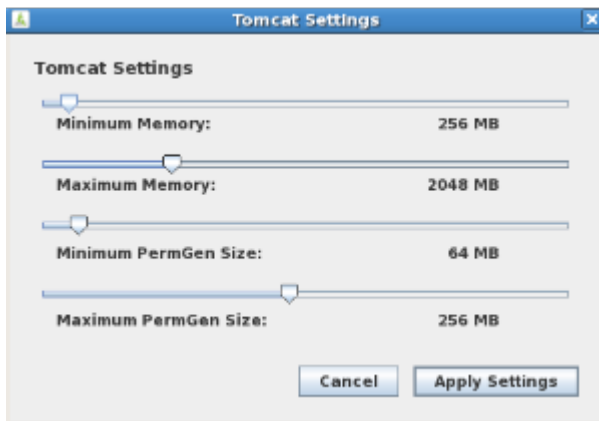 Tomcat Settings
Tomcat Settings
Minimum Memory: 256 MB
Maximum Memory: 2048 MB
Minimum PermGen Size: 64 MB
Maximum PermGen Size: 256 MB
Cancel Apply Settings